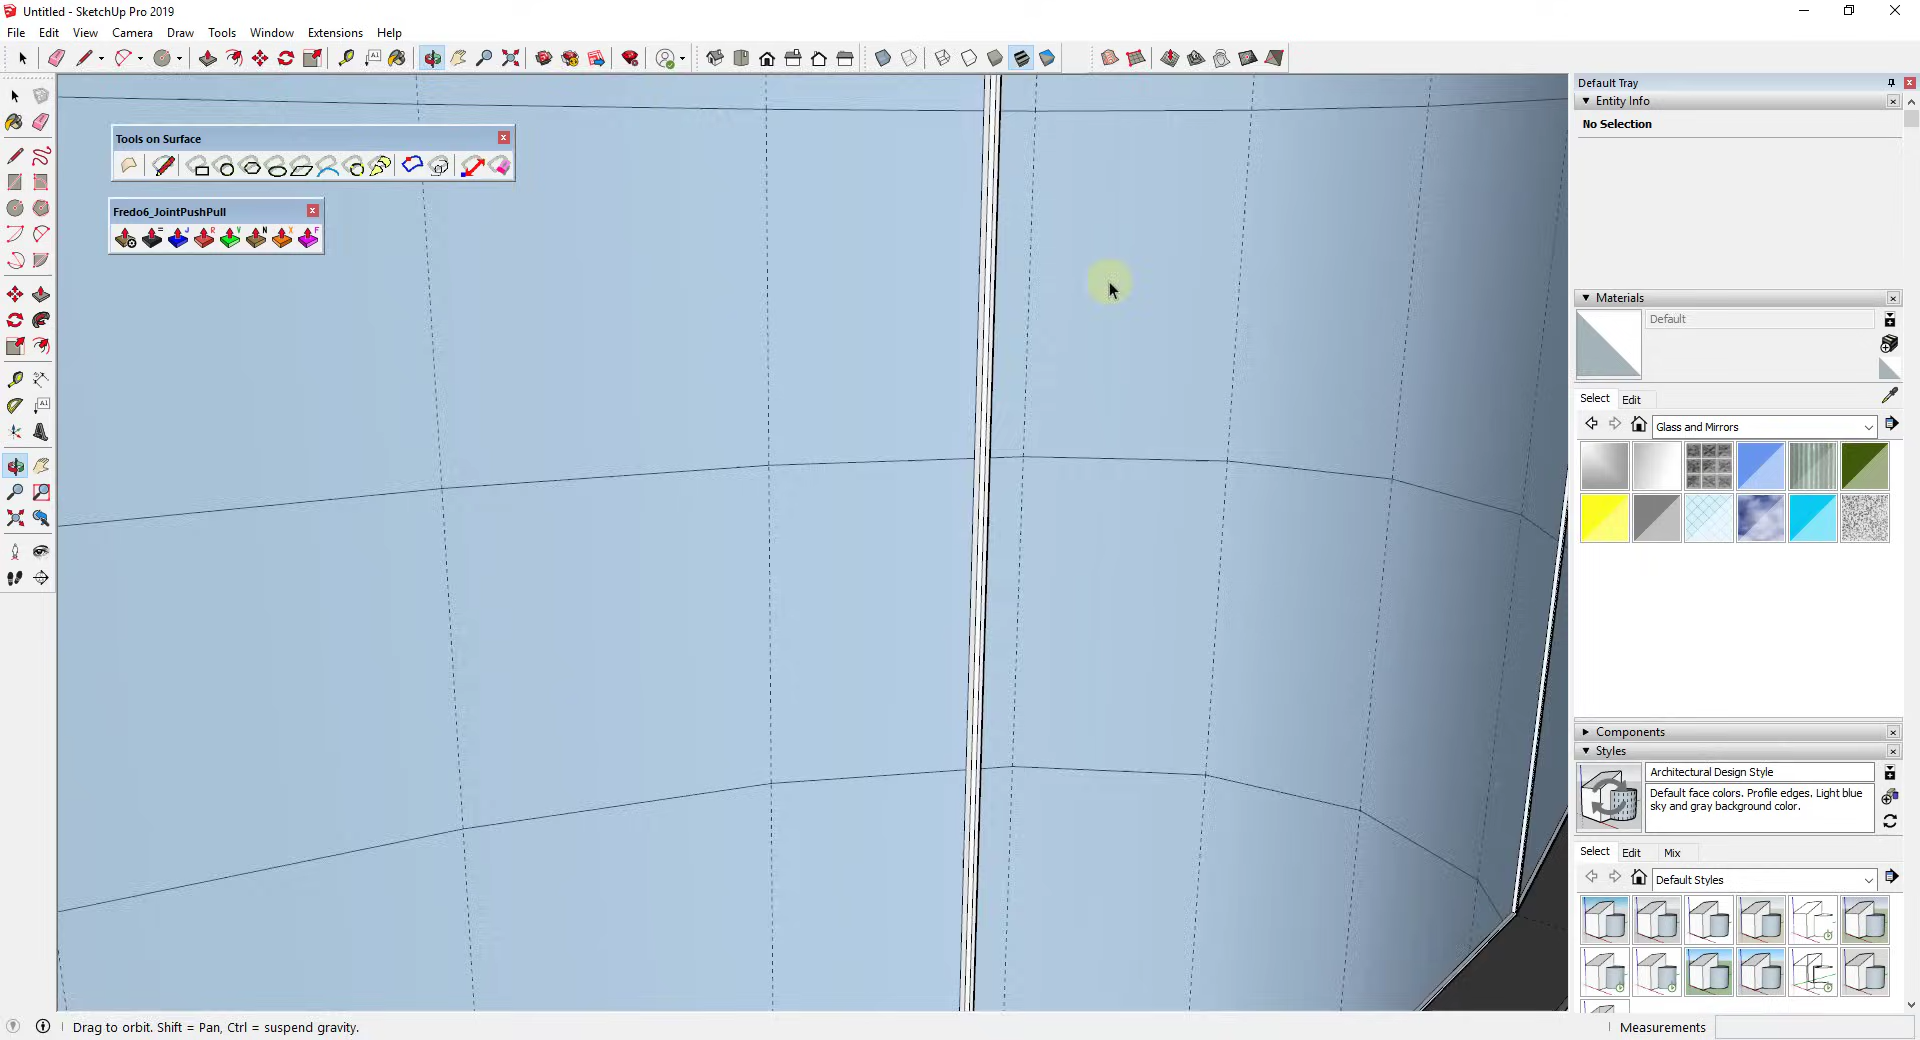 Untitled - SketchUp Pro 2019
File Edit View Camera Draw Tools Window Extensions Help
Default Tray
Entity Info
No Selection
Tools on Surface
Fredo6_JointPushPull
= J R V N X F
Materials
Default
Select Edit
Glass and Mirrors
Components
Styles
Architectural Design Style
Default face colors. Profile edges. Light blue
sky and gray background color.
Select Edit Mix
Default Styles
Drag to orbit. Shift = Pan, Ctrl = suspend gravity.
Measurements